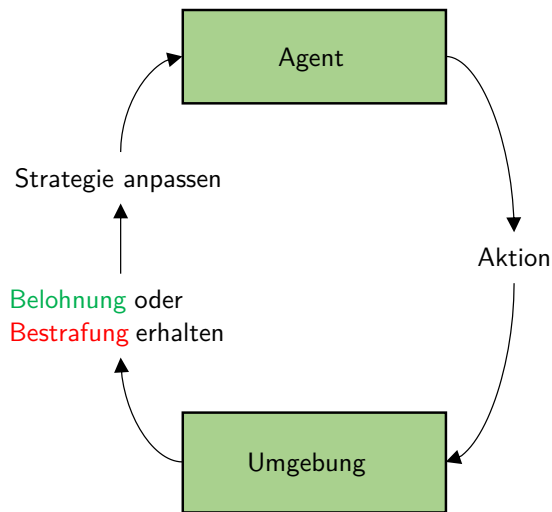 Agent
Strategie anpassen
Aktion
Belohnung oder
Bestrafung erhalten
Umgebung